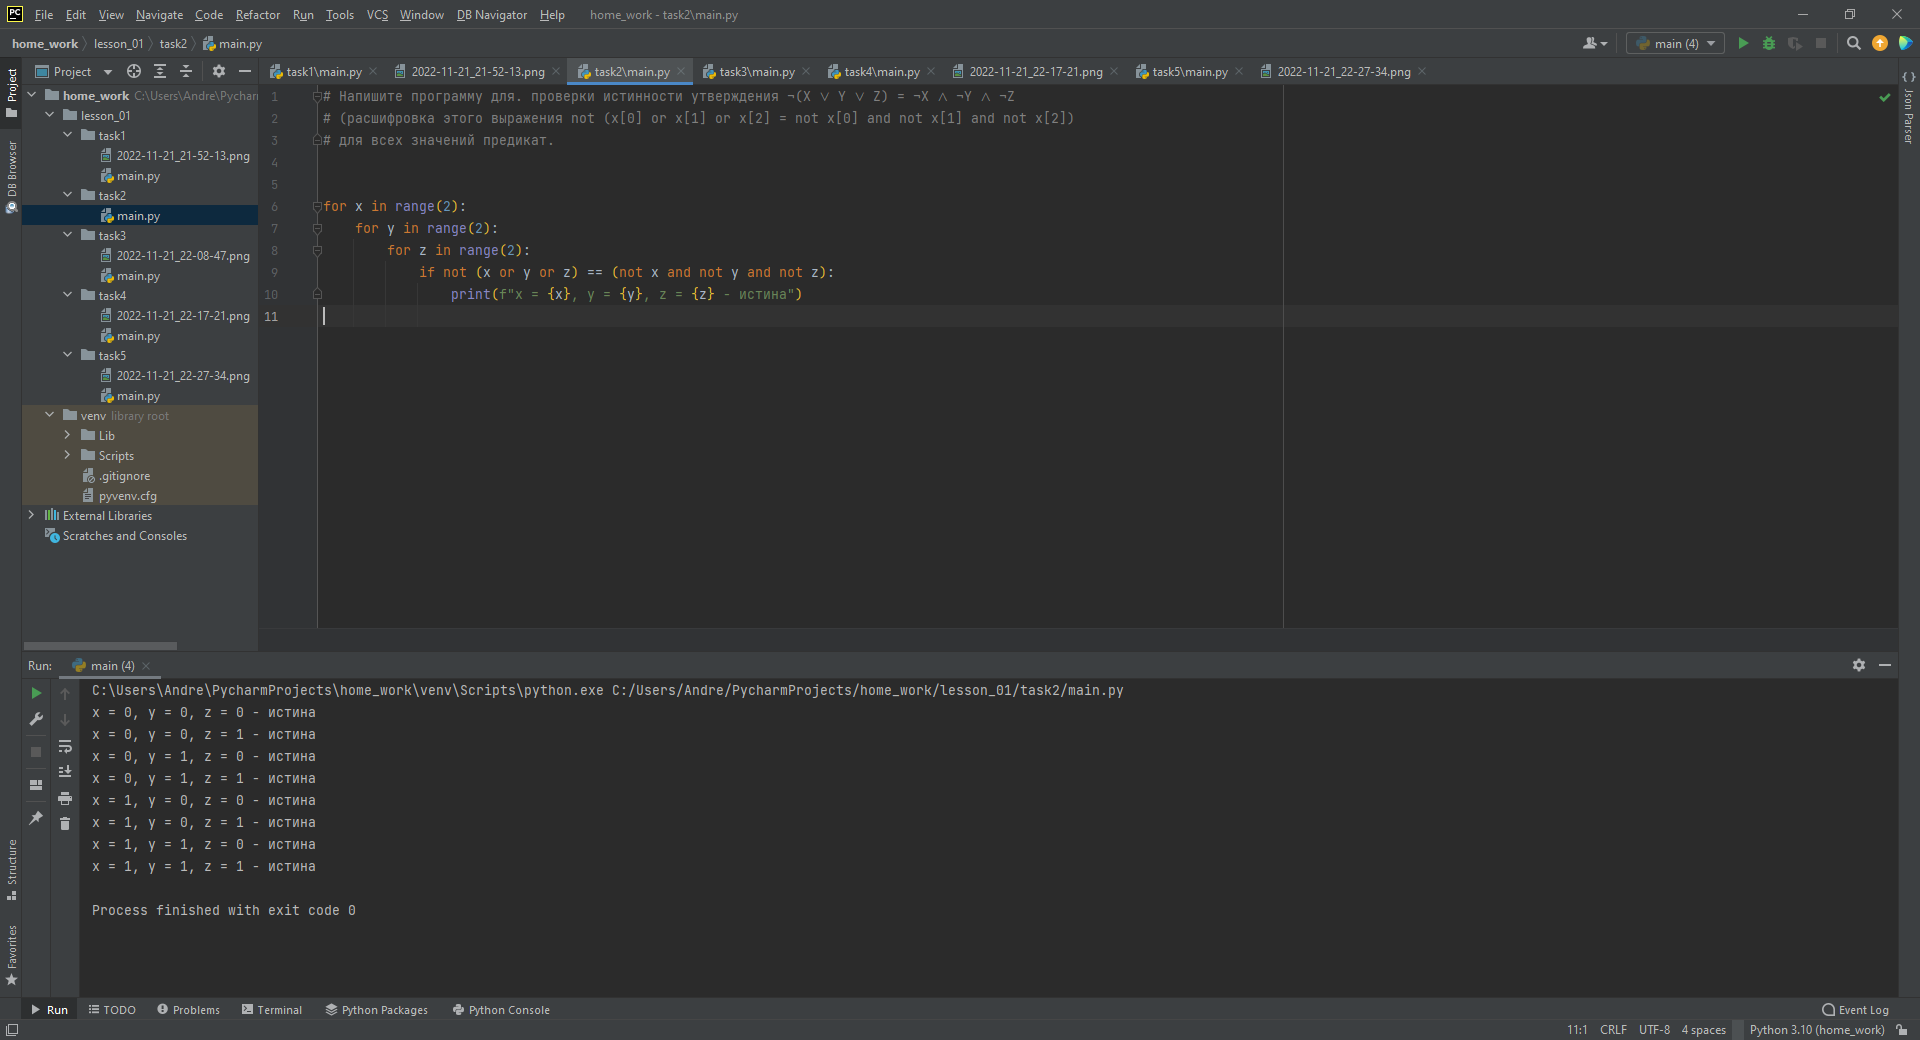 PC File Edit View Navigate Code Refactor Run Tools VCS Window DB Navigator Help home_work - task2\main.py
home_work lesson_01 task2 main.py main (4)
Project task1\main.py 2022-11-21_21-52-13.png task2\main.py task3\main.py task4\main.py 2022-11-21_22-17-21.png task5\main.py 2022-11-21_22-27-34.png
Project
DB Browser
Structure
Favorites
Json Parser
home_work C:\Users\Andre\Pycharm
lesson_01
task1
2022-11-21_21-52-13.png
main.py
task2
main.py
task3
2022-11-21_22-08-47.png
main.py
task4
2022-11-21_22-17-21.png
main.py
task5
2022-11-21_22-27-34.png
main.py
venv library root
Lib
Scripts
.gitignore
pyvenv.cfg
External Libraries
Scratches and Consoles
1 # Напишите программу для. проверки истинности утверждения ¬(X ∨ Y ∨ Z) = ¬X ∧ ¬Y ∧ ¬Z
2 # (расшифровка этого выражения not (x[0] or x[1] or x[2] = not x[0] and not x[1] and not x[2])
3 # для всех значений предикат.
4
5
6 for x in range(2):
7 for y in range(2):
8 for z in range(2):
9 if not (x or y or z) == (not x and not y and not z):
10 print(f"x = {x}, y = {y}, z = {z} - истина")
11
Run: main (4)
C:\Users\Andre\PycharmProjects\home_work\venv\Scripts\python.exe C:/Users/Andre/PycharmProjects/home_work/lesson_01/task2/main.py
x = 0, y = 0, z = 0 - истина
x = 0, y = 0, z = 1 - истина
x = 0, y = 1, z = 0 - истина
x = 0, y = 1, z = 1 - истина
x = 1, y = 0, z = 0 - истина
x = 1, y = 0, z = 1 - истина
x = 1, y = 1, z = 0 - истина
x = 1, y = 1, z = 1 - истина
Process finished with exit code 0
Run TODO Problems Terminal Python Packages Python Console Event Log
11:1 CRLF UTF-8 4 spaces Python 3.10 (home_work)